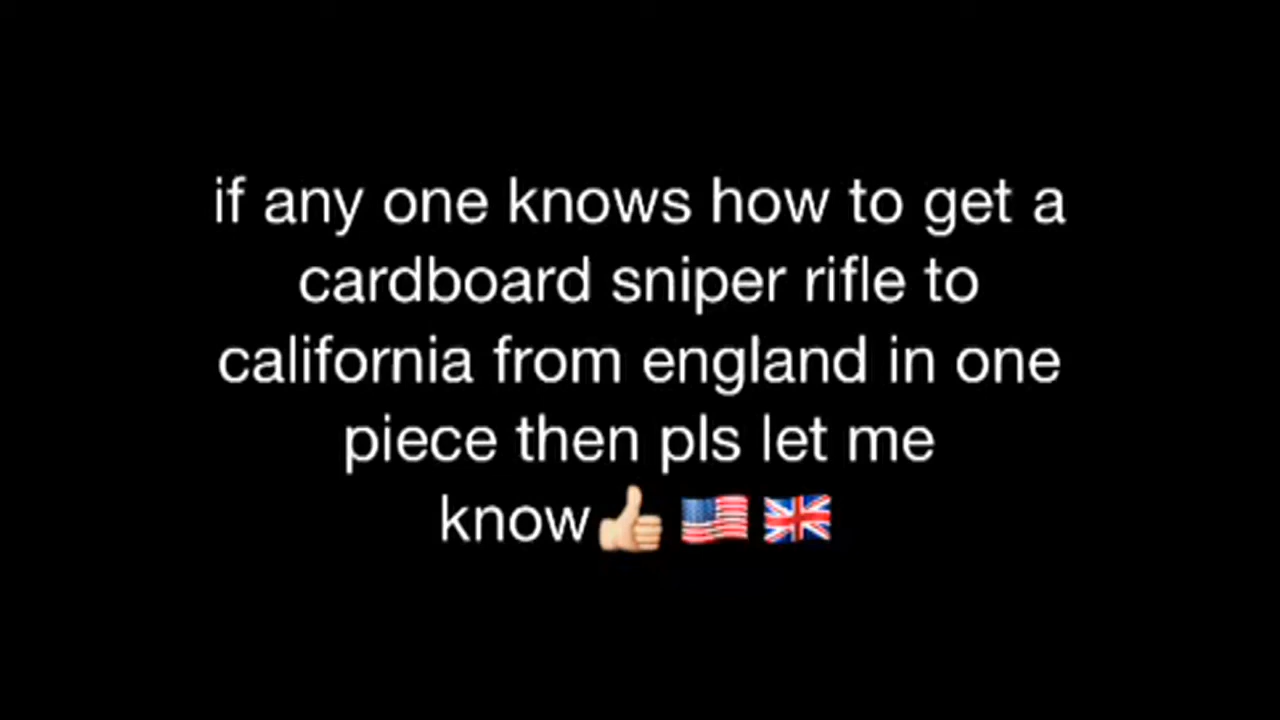 if any one knows how to get a
cardboard sniper rifle to
california from england in one
piece then pls let me
know👍🏼🇺🇸🇬🇧